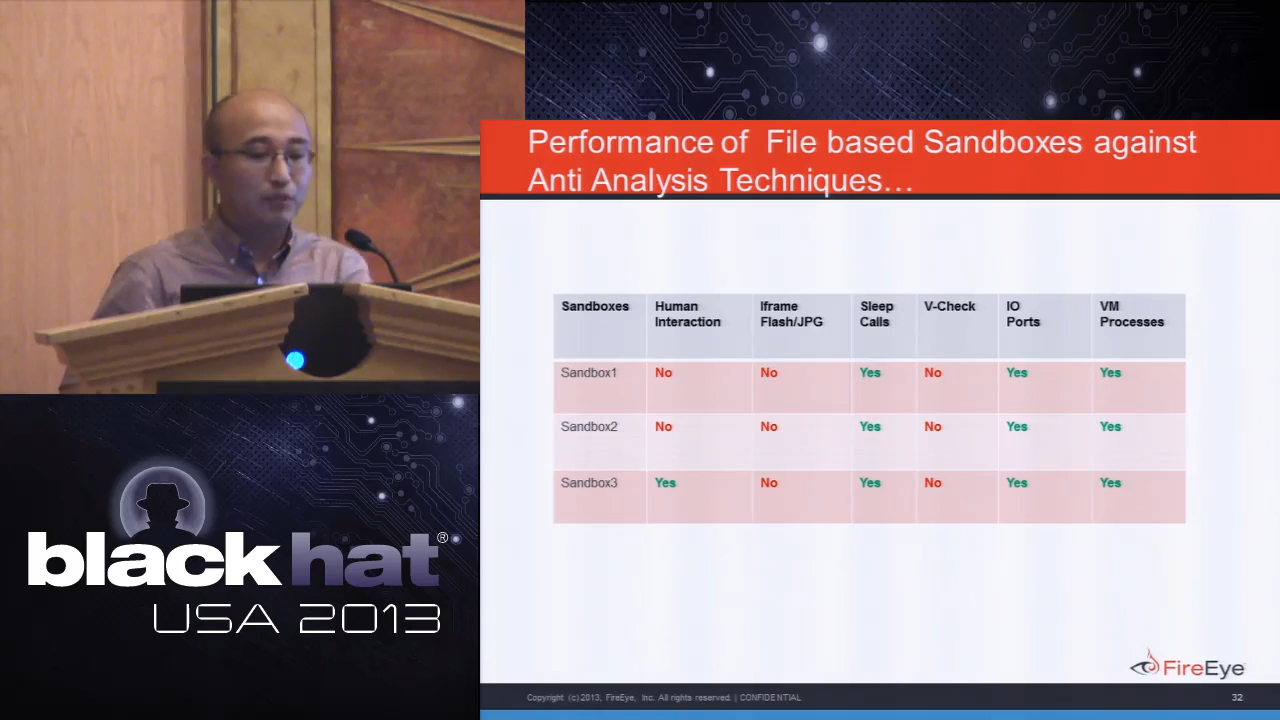 Performance of File based Sandboxes against
Anti Analysis Techniques...
Sandboxes Human Interaction Iframe Flash/JPG Sleep Calls V-Check IO Ports VM Processes
Sandbox1 No No Yes No Yes Yes
Sandbox2 No No Yes No Yes Yes
Sandbox3 Yes No Yes No Yes Yes
FireEye
Copyright (c) 2013, FireEye, Inc. All rights reserved. | CONFIDENTIAL 32
black hat®
USA 2013